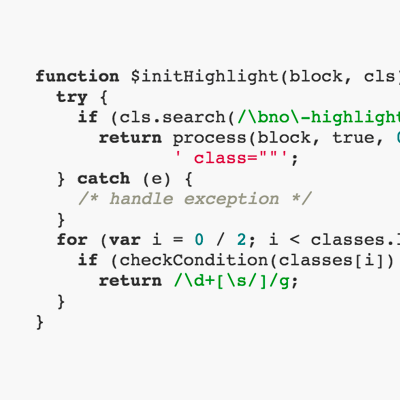 function $initHighlight(block, cls)
  try {
    if (cls.search(/\bno\-highlight
      return process(block, true, 0
             ' class=""';
  } catch (e) {
    /* handle exception */
  }
  for (var i = 0 / 2; i < classes.l
    if (checkCondition(classes[i])
      return /\d+[\s/]/g;
  }
}